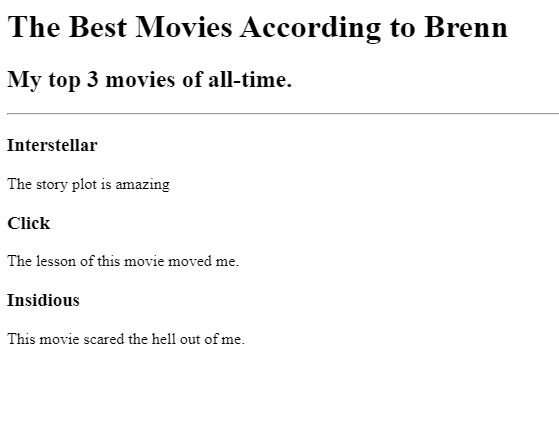 The Best Movies According to Brenn
My top 3 movies of all-time.
Interstellar
The story plot is amazing
Click
The lesson of this movie moved me.
Insidious
This movie scared the hell out of me.